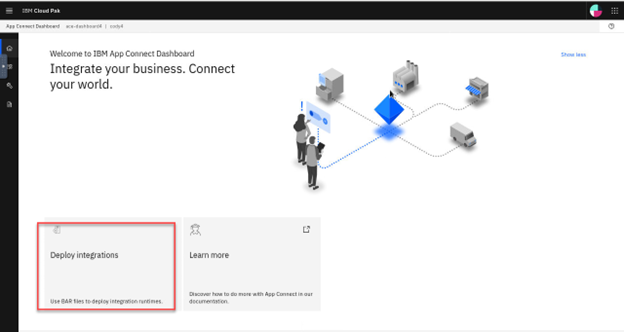 IBM Cloud Pak
App Connect Dashboard ace-dashboard4 | cody4
Welcome to IBM App Connect Dashboard
Show less
Integrate your business. Connect
your world.
Deploy integrations
Learn more
Use BAR files to deploy integration runtimes.
Discover how to do more with App Connect in our
documentation.